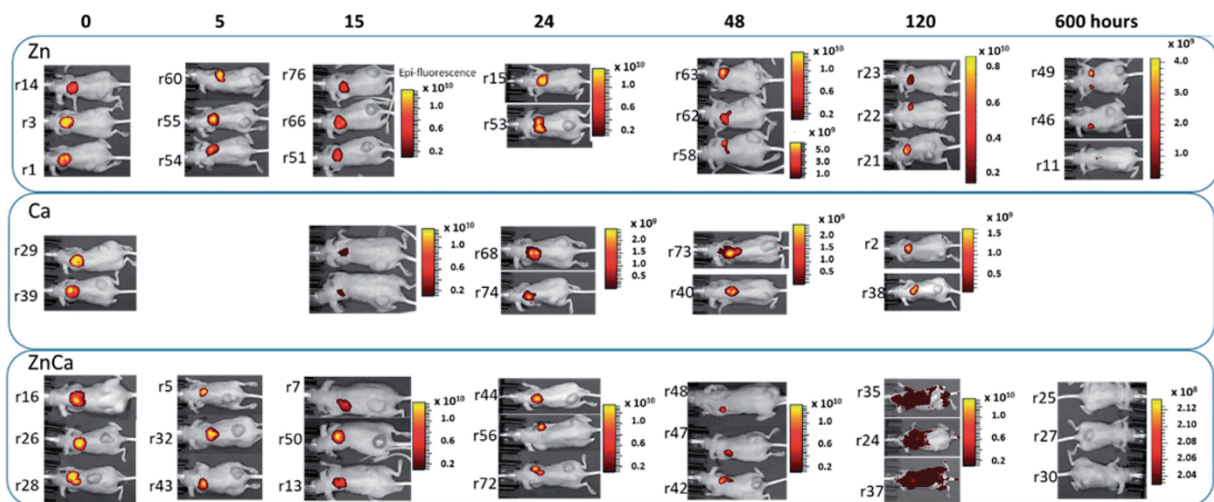 0 5 15 24 48 120 600 hours
Zn
r14
r3
r1
r60
r55
r54
r76
r66
r51
Epi-fluorescence
x 10¹⁰
1.0
0.6
0.2
r15
r53
x 10¹⁰
1.0
0.6
0.2
r63
r62
r58
x 10¹⁰
1.0
0.6
0.2
x 10⁹
5.0
3.0
1.0
r23
r22
r21
x 10¹⁰
0.8
0.6
0.4
0.2
r49
r46
r11
x 10⁹
4.0
3.0
2.0
1.0
Ca
r29
r39
x 10¹⁰
1.0
0.6
0.2
r68
r74
x 10⁹
2.0
1.5
1.0
0.5
r73
r40
x 10⁹
2.0
1.5
1.0
0.5
r2
r38
x 10⁹
1.5
1.0
0.5
ZnCa
r16
r26
r28
r5
r32
r43
r7
r50
r13
x 10¹⁰
1.0
0.6
0.2
r44
r56
r72
x 10¹⁰
1.0
0.6
0.2
r48
r47
r42
x 10¹⁰
1.0
0.6
0.2
r35
r24
r37
x 10¹⁰
1.0
0.6
0.2
r25
r27
r30
x 10⁸
2.12
2.10
2.08
2.06
2.04